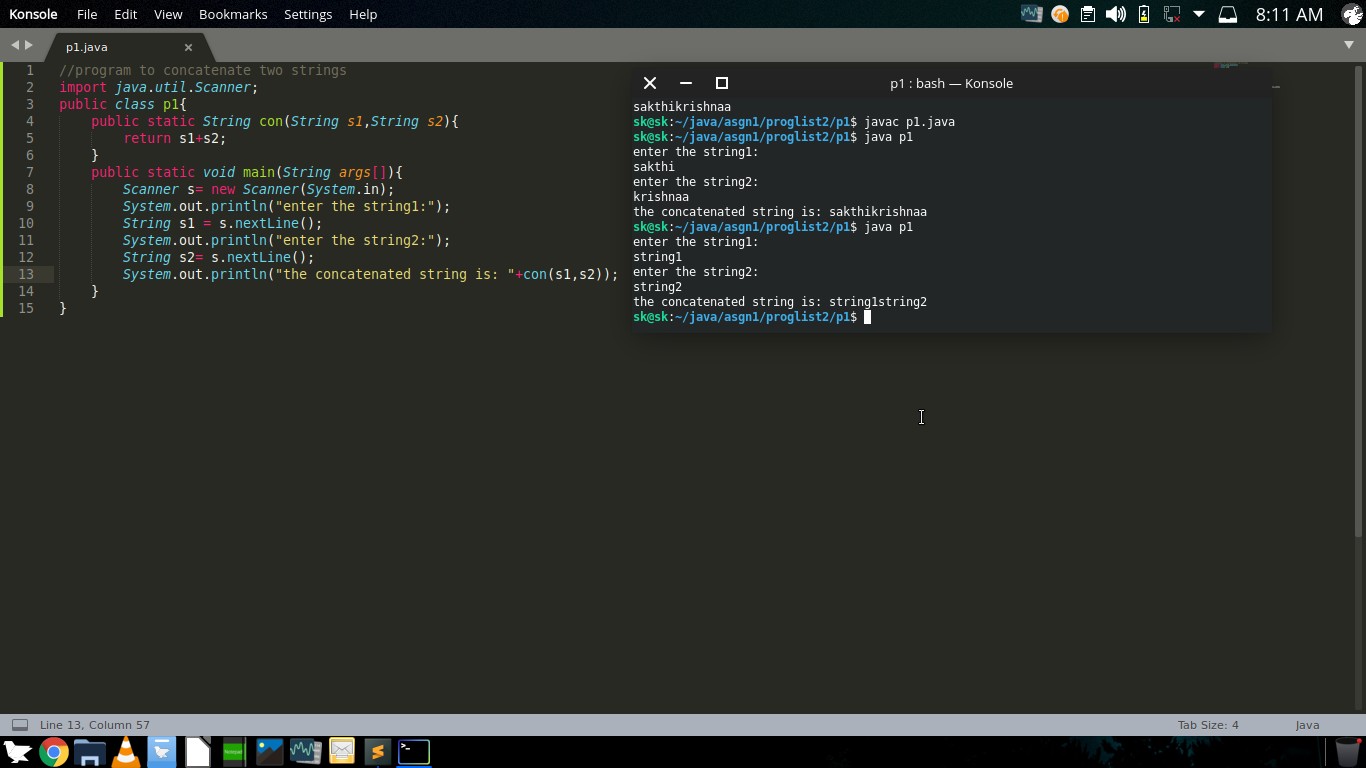 Konsole File Edit View Bookmarks Settings Help 8:11 AM
p1.java
1 //program to concatenate two strings
2 import java.util.Scanner;
3 public class p1{
4 public static String con(String s1,String s2){
5 return s1+s2;
6 }
7 public static void main(String args[]){
8 Scanner s= new Scanner(System.in);
9 System.out.println("enter the string1:");
10 String s1 = s.nextLine();
11 System.out.println("enter the string2:");
12 String s2= s.nextLine();
13 System.out.println("the concatenated string is: "+con(s1,s2));
14 }
15 }
p1 : bash — Konsole
sakthikrishnaa
sk@sk:~/java/asgn1/proglist2/p1$ javac p1.java
sk@sk:~/java/asgn1/proglist2/p1$ java p1
enter the string1:
sakthi
enter the string2:
krishnaa
the concatenated string is: sakthikrishnaa
sk@sk:~/java/asgn1/proglist2/p1$ java p1
enter the string1:
string1
enter the string2:
string2
the concatenated string is: string1string2
sk@sk:~/java/asgn1/proglist2/p1$
Line 13, Column 57 Tab Size: 4 Java